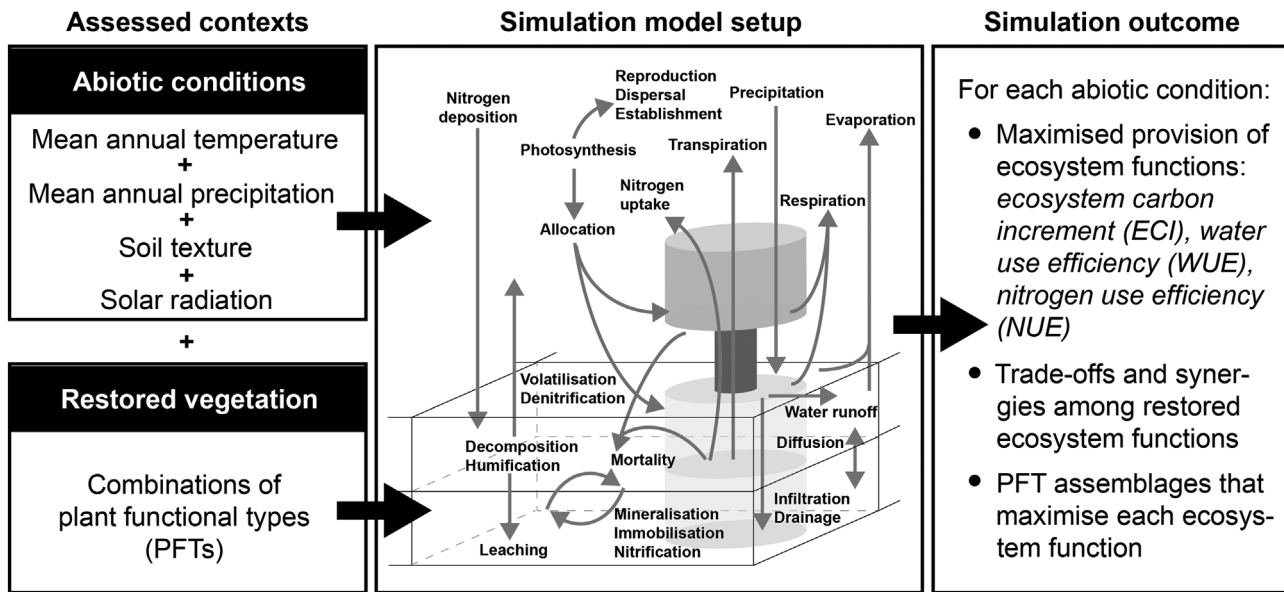 Assessed contexts
Abiotic conditions
Mean annual temperature
+
Mean annual precipitation
+
Soil texture
+
Solar radiation
+
Restored vegetation
Combinations of
plant functional types
(PFTs)
Simulation model setup
Nitrogen
deposition
Reproduction
Dispersal
Establishment
Precipitation
Evaporation
Photosynthesis
Transpiration
Nitrogen
uptake
Respiration
Allocation
Volatilisation
Denitrification
Water runoff
Decomposition
Humification
Mortality
Diffusion
Mineralisation
Immobilisation
Nitrification
Infiltration
Drainage
Leaching
Simulation outcome
For each abiotic condition:
• Maximised provision of
ecosystem functions:
ecosystem carbon
increment (ECI), water
use efficiency (WUE),
nitrogen use efficiency
(NUE)
• Trade-offs and syner-
gies among restored
ecosystem functions
• PFT assemblages that
maximise each ecosys-
tem function